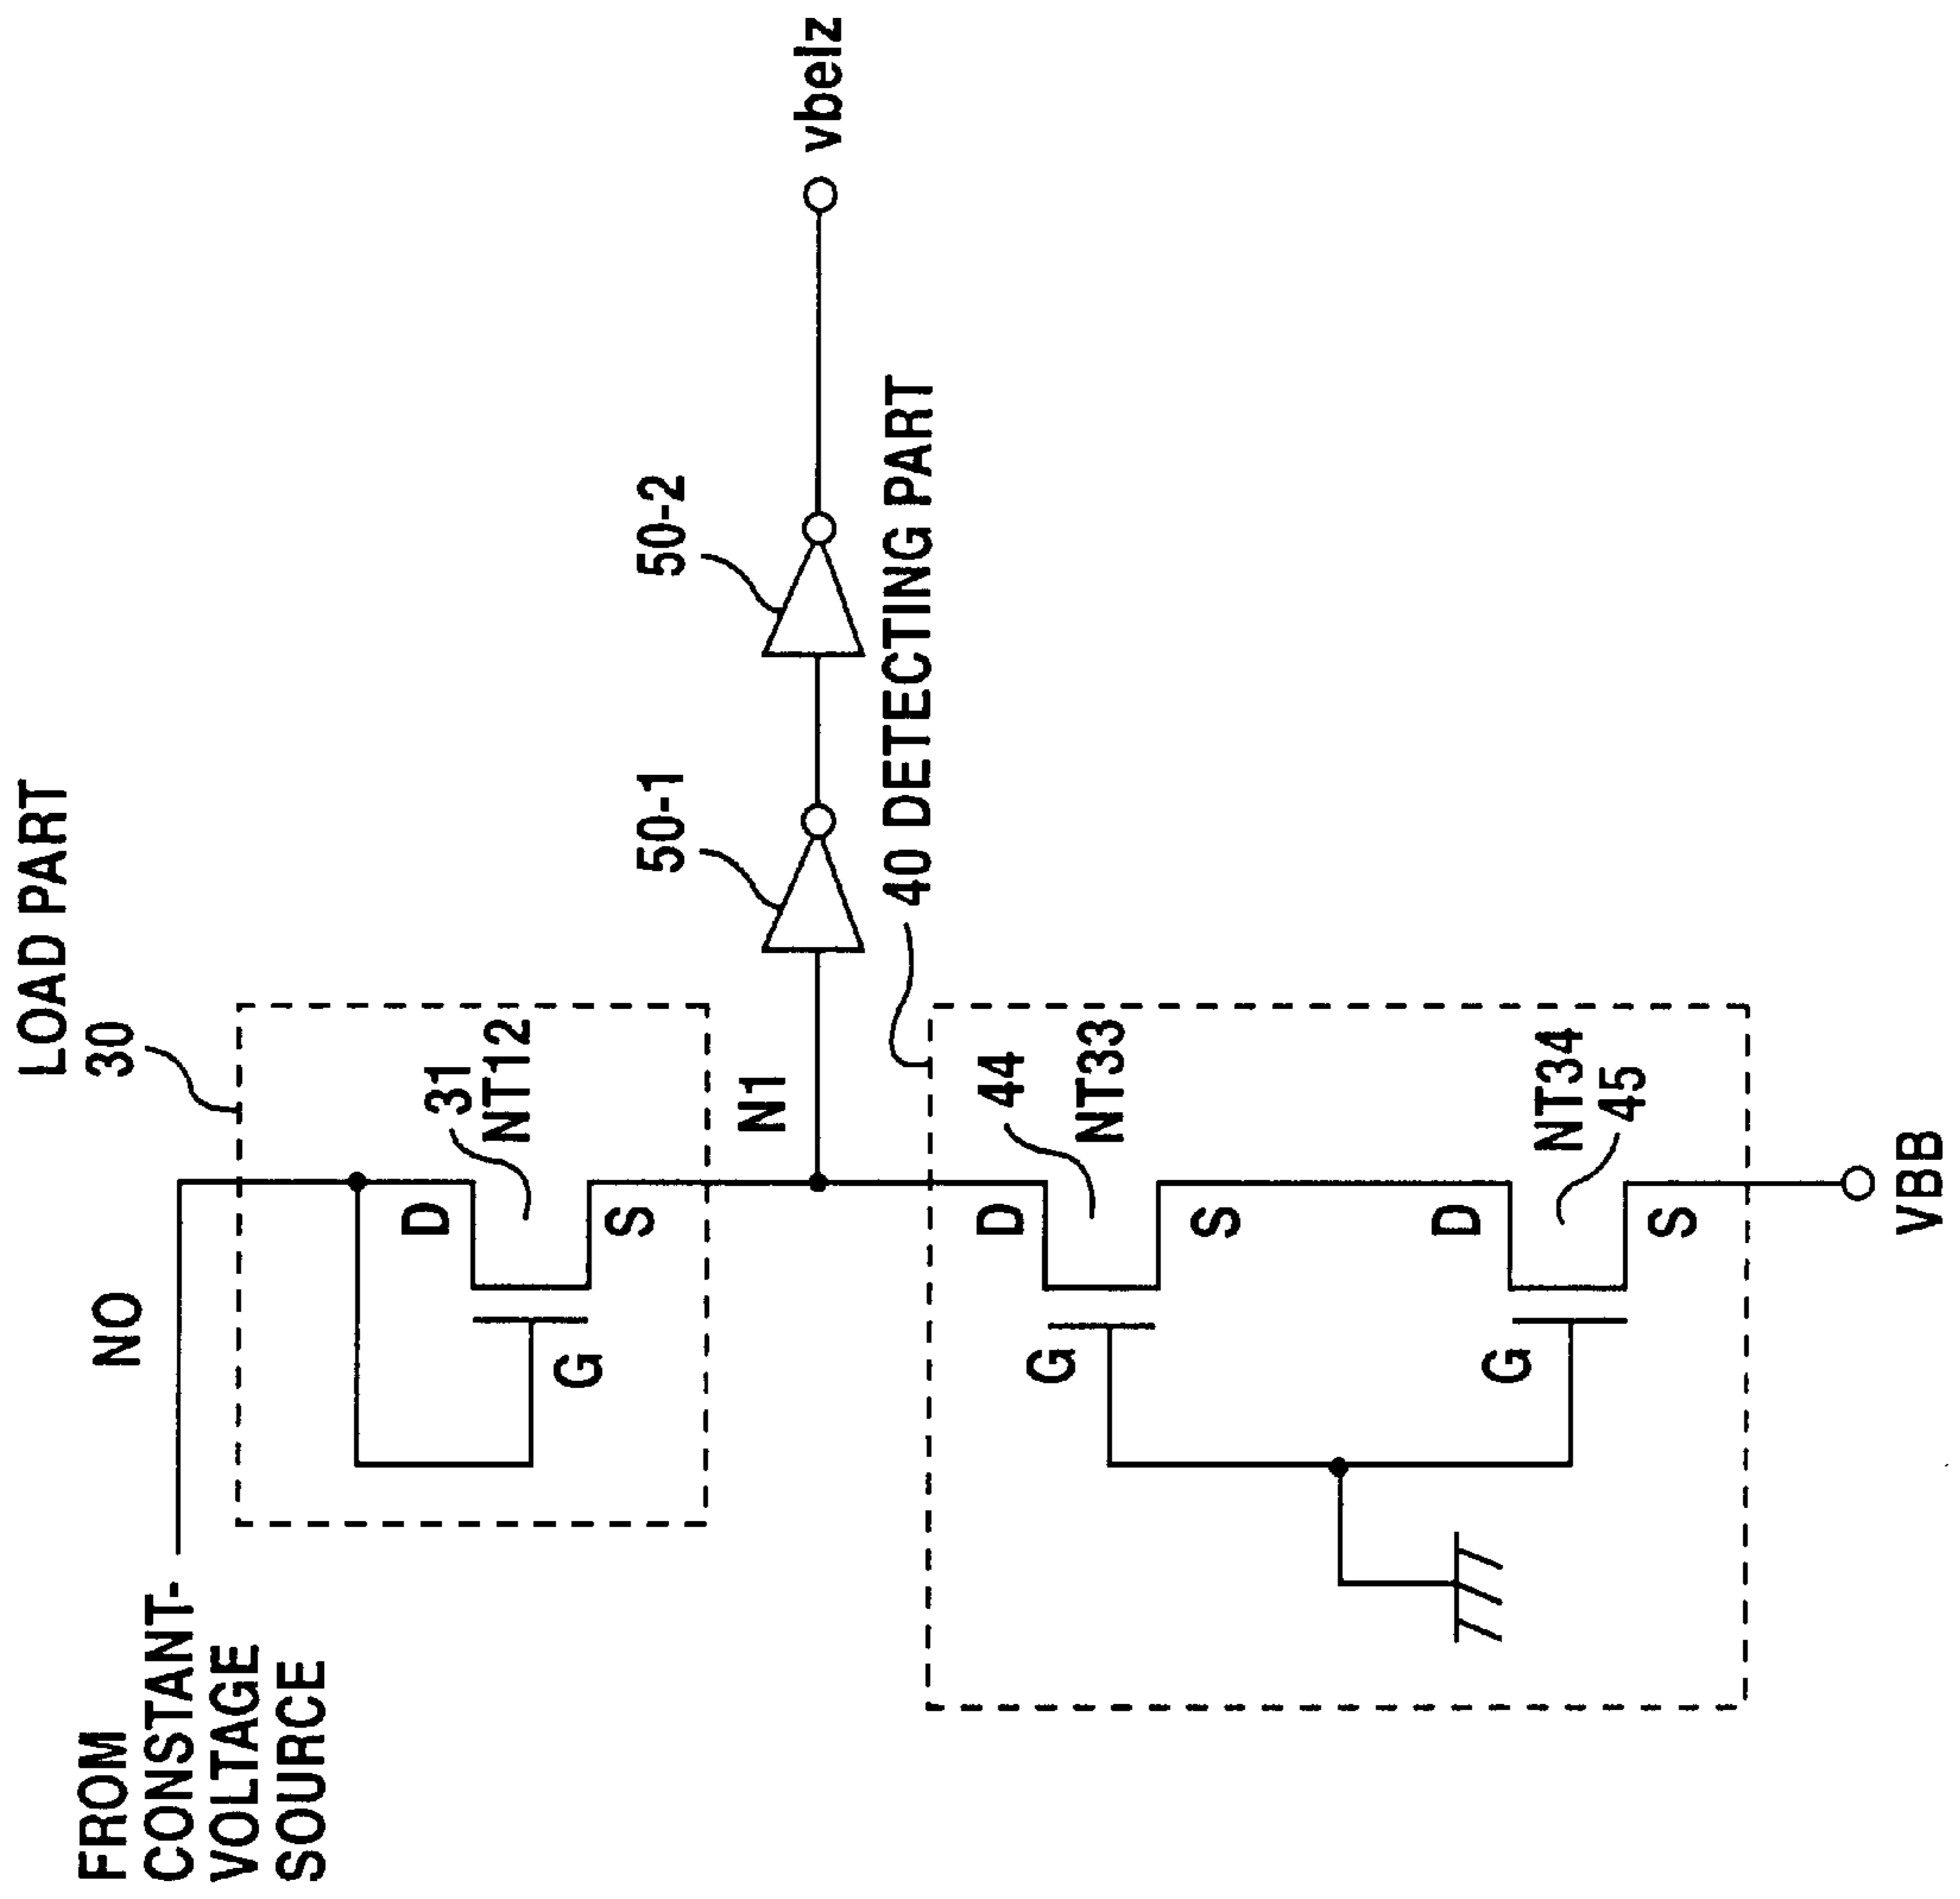 LOAD PART
30
FROM
CONSTANT-
VOLTAGE
SOURCE
N0
D
31
NT12
G
S
N1
50-1
50-2
vbelz
40 DETECTING PART
D
44
NT33
G
S
D
NT34
45
G
S
VBB